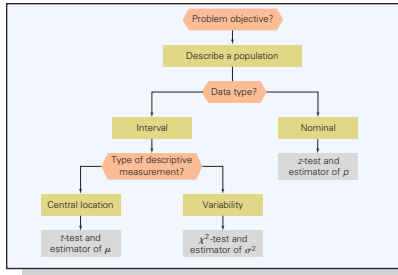 Problem objective?
Describe a population
Data type?
Interval
Nominal
Type of descriptive
measurement?
z-test and
estimator of p
Central location
Variability
t-test and
estimator of μ
χ²-test and
estimator of σ²